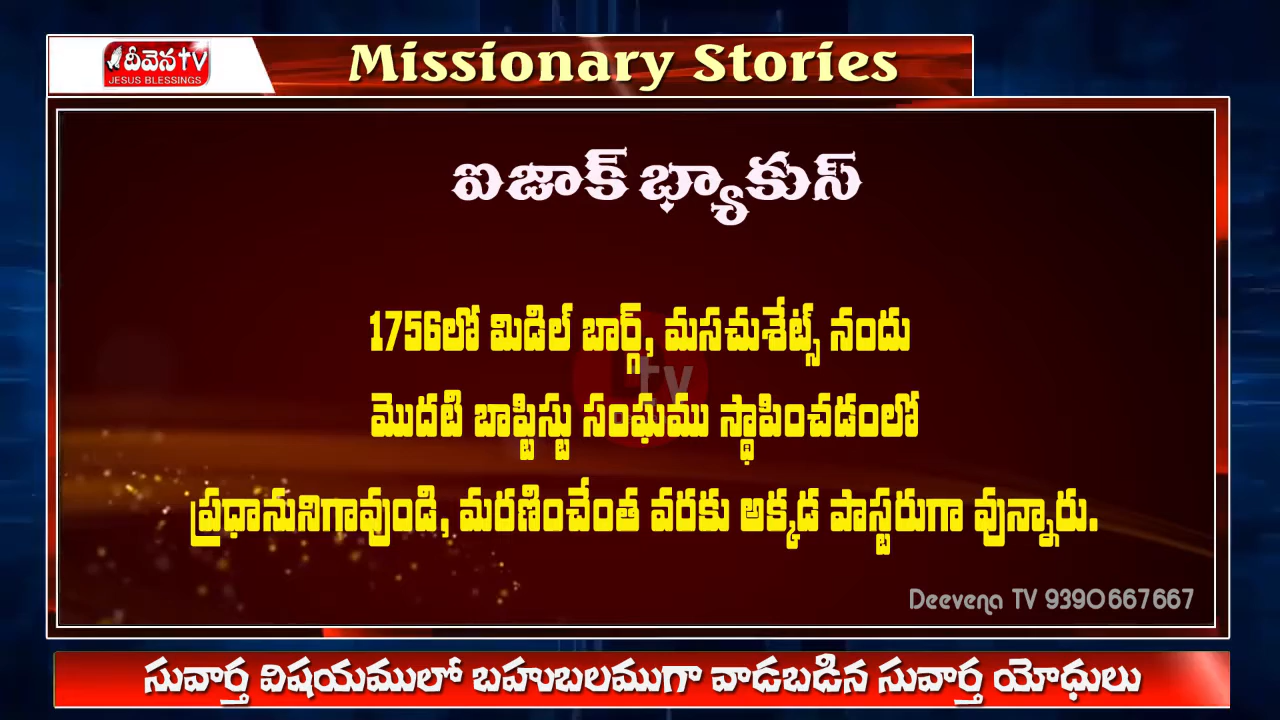 దీవెన tv
JESUS BLESSINGS
Missionary Stories
ఐజాక్ భ్యాకుస్
1756లో మిడిల్ బార్గ్, మసచుశేట్స్ నందు
tv
మొదటి బాప్టిస్టు సంఘము స్థాపించడంలో
ప్రధానునిగావుండి, మరణించేంత వరకు అక్కడ పాస్టరుగా వున్నారు.
Deevena TV 9390667667
సువార్త విషయములో బహుబలముగా వాడబడిన సువార్త యోధులు